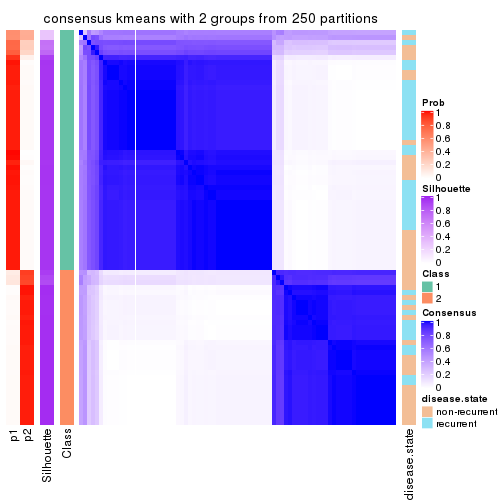 consensus kmeans with 2 groups from 250 partitions
Prob
1
0.8
0.6
0.4
0.2
0
Silhouette
1
0.8
0.6
0.4
0.2
0
Class
1
2
Consensus
1
0.8
0.6
0.4
0.2
0
disease.state
non-recurrent
recurrent
p1
p2
Silhouette
Class
disease.state